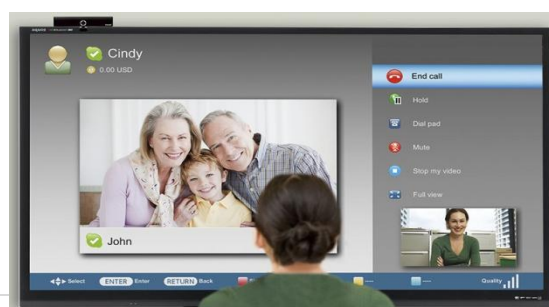 Cindy
0.00 USD
End call
Hold
Dial pad
Mute
Stop my video
Full view
John
Select
ENTER Enter
RETURN Back
Quality